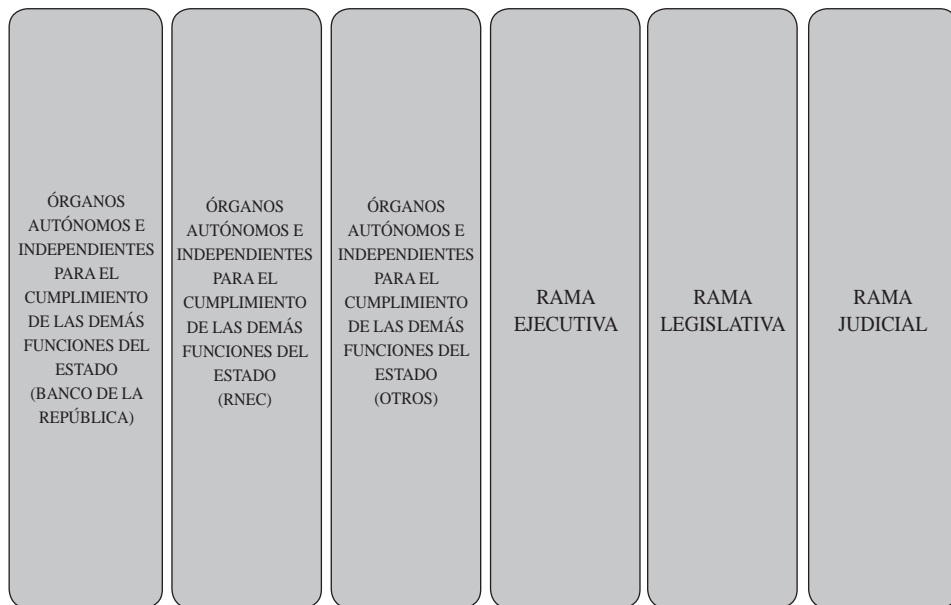 ÓRGANOS
AUTÓNOMOS E
INDEPENDIENTES
PARA EL
CUMPLIMIENTO
DE LAS DEMÁS
FUNCIONES DEL
ESTADO
(BANCO DE LA
REPÚBLICA)
ÓRGANOS
AUTÓNOMOS E
INDEPENDIENTES
PARA EL
CUMPLIMIENTO
DE LAS DEMÁS
FUNCIONES DEL
ESTADO
(RNEC)
ÓRGANOS
AUTÓNOMOS E
INDEPENDIENTES
PARA EL
CUMPLIMIENTO
DE LAS DEMÁS
FUNCIONES DEL
ESTADO
(OTROS)
RAMA
EJECUTIVA
RAMA
LEGISLATIVA
RAMA
JUDICIAL